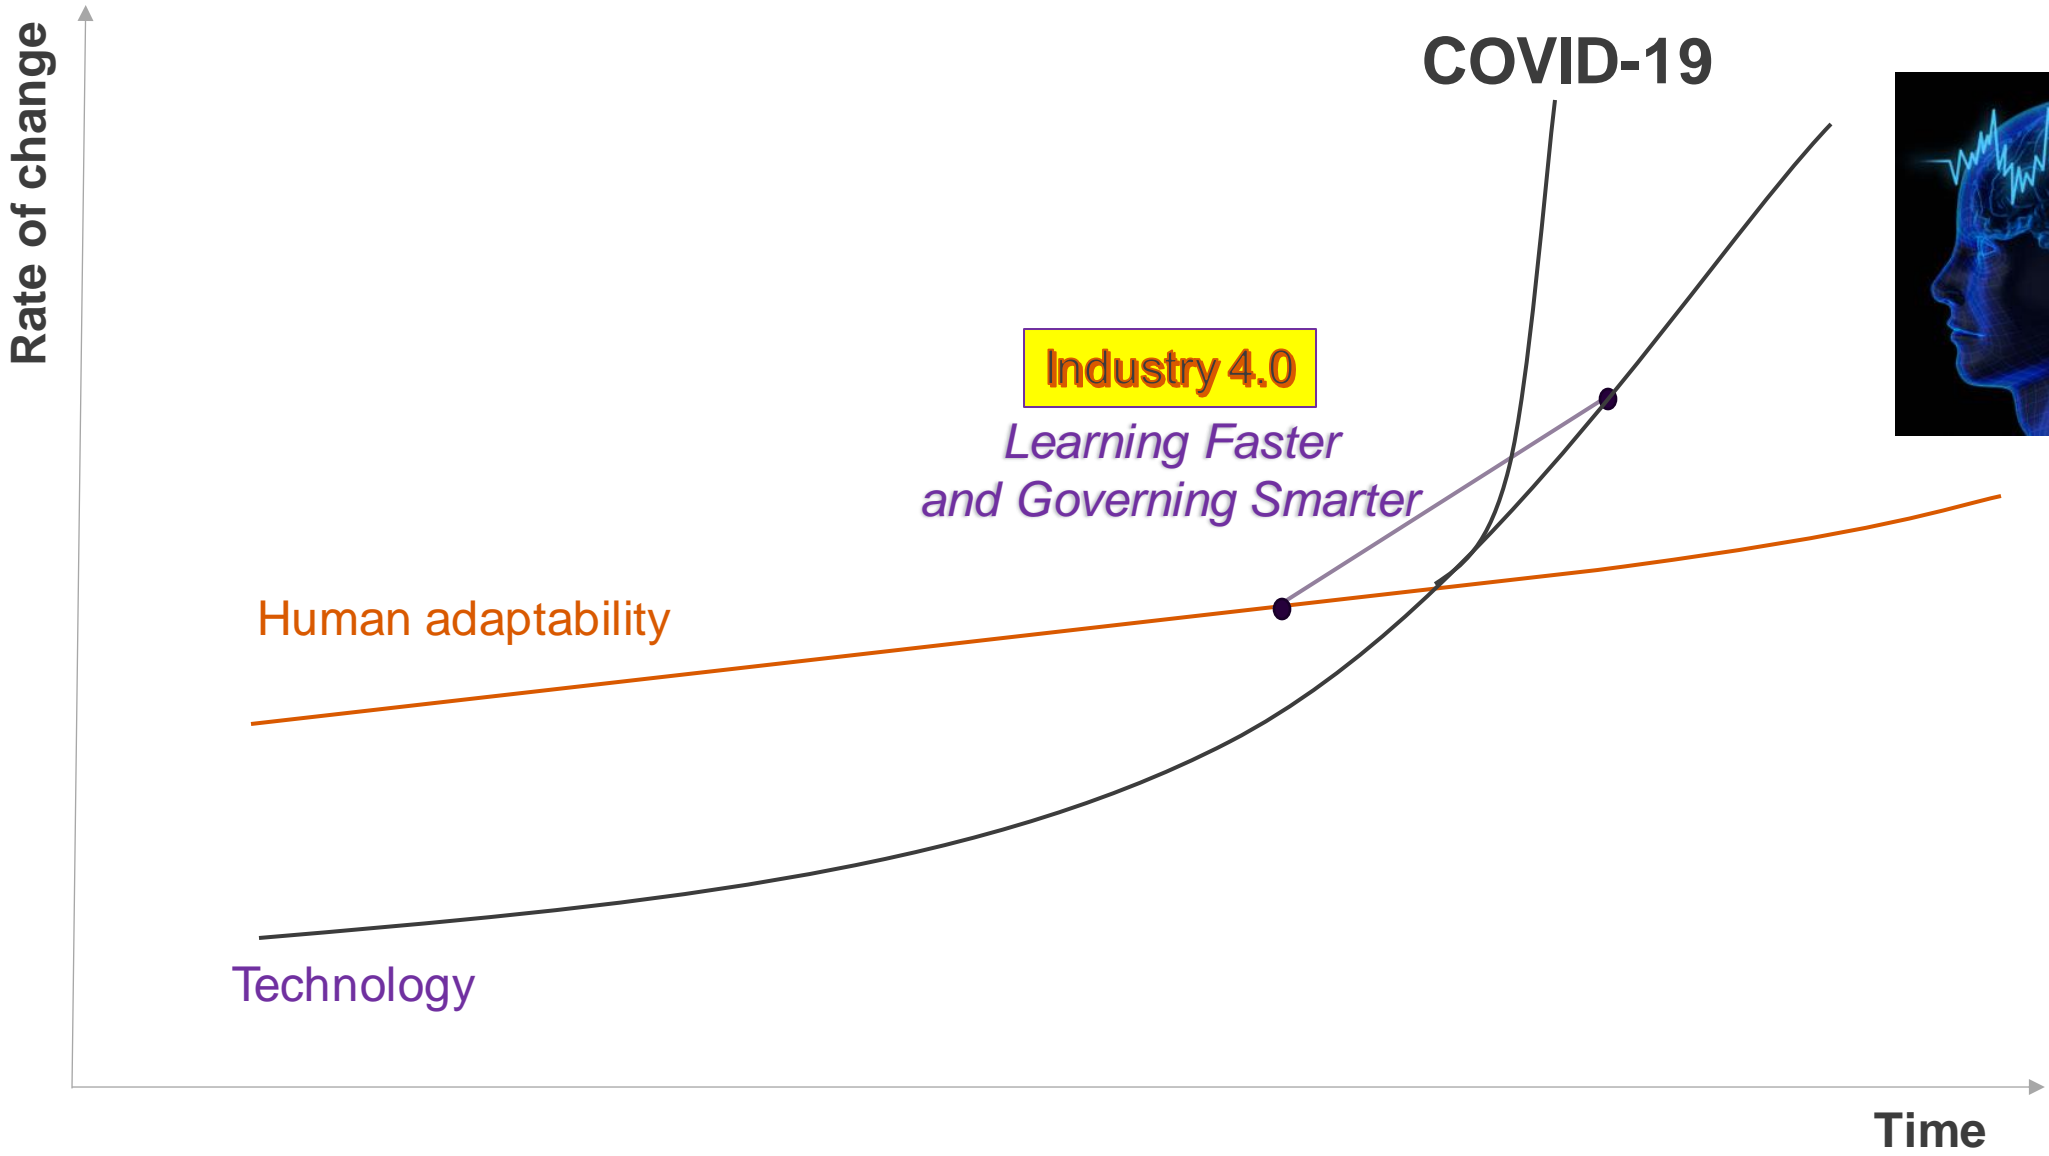 Rate of change
COVID-19
Industry 4.0
Learning Faster
and Governing Smarter
Human adaptability
Technology
Time